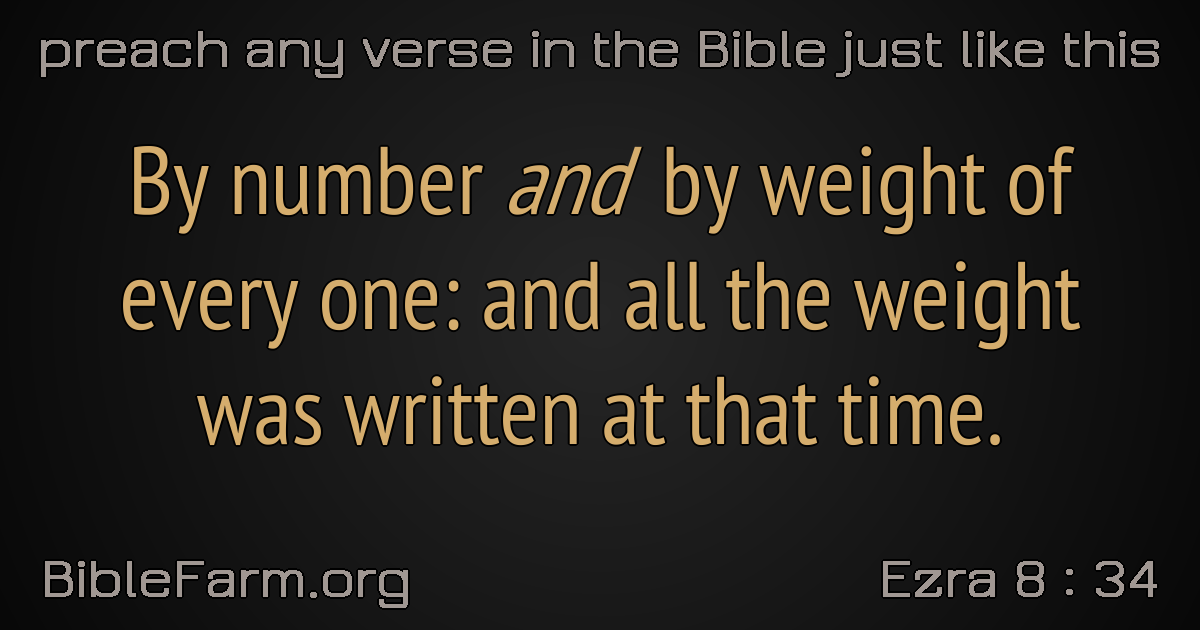 preach any verse in the Bible just like this
By number and by weight of
every one: and all the weight
was written at that time.
BibleFarm.org
Ezra 8 : 34